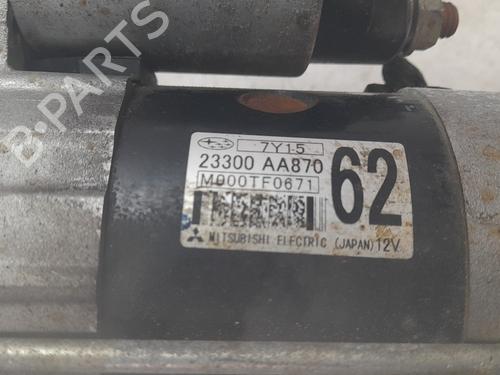 B-PARTS
7Y15
23300 AA870
M000TF0671
62
MITSUBISHI ELECTRIC (JAPAN) 12V